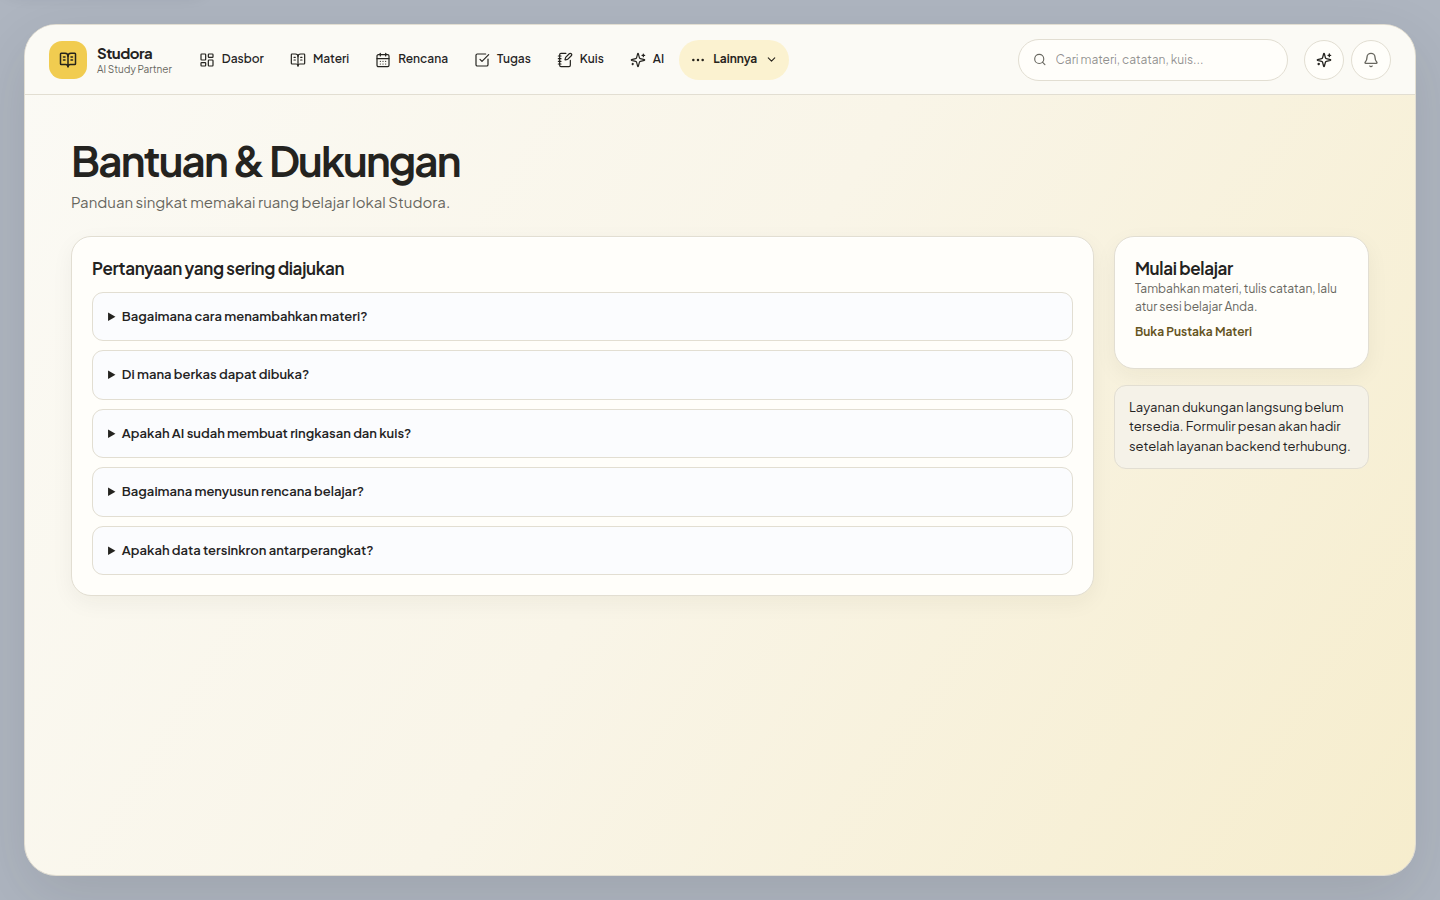 Studora
AI Study Partner
Dasbor
Materi
Rencana
Tugas
Kuis
AI
Lainnya
Cari materi, catatan, kuis...
Bantuan & Dukungan
Panduan singkat memakai ruang belajar lokal Studora.
Pertanyaan yang sering diajukan
Bagaimana cara menambahkan materi?
Di mana berkas dapat dibuka?
Apakah AI sudah membuat ringkasan dan kuis?
Bagaimana menyusun rencana belajar?
Apakah data tersinkron antarperangkat?
Mulai belajar
Tambahkan materi, tulis catatan, lalu
atur sesi belajar Anda.
Buka Pustaka Materi
Layanan dukungan langsung belum
tersedia. Formulir pesan akan hadir
setelah layanan backend terhubung.